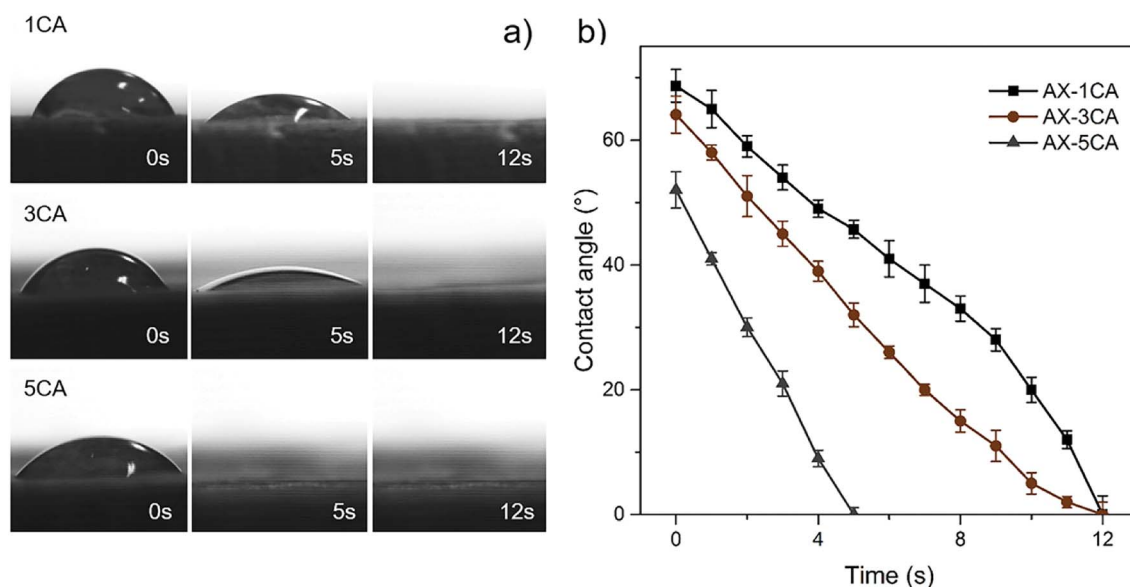 1CA
a)
0s
5s
12s
3CA
0s
5s
12s
5CA
0s
5s
12s
b)
AX-1CA
AX-3CA
AX-5CA
Contact angle (°)
60
40
20
0
0
4
8
12
Time (s)